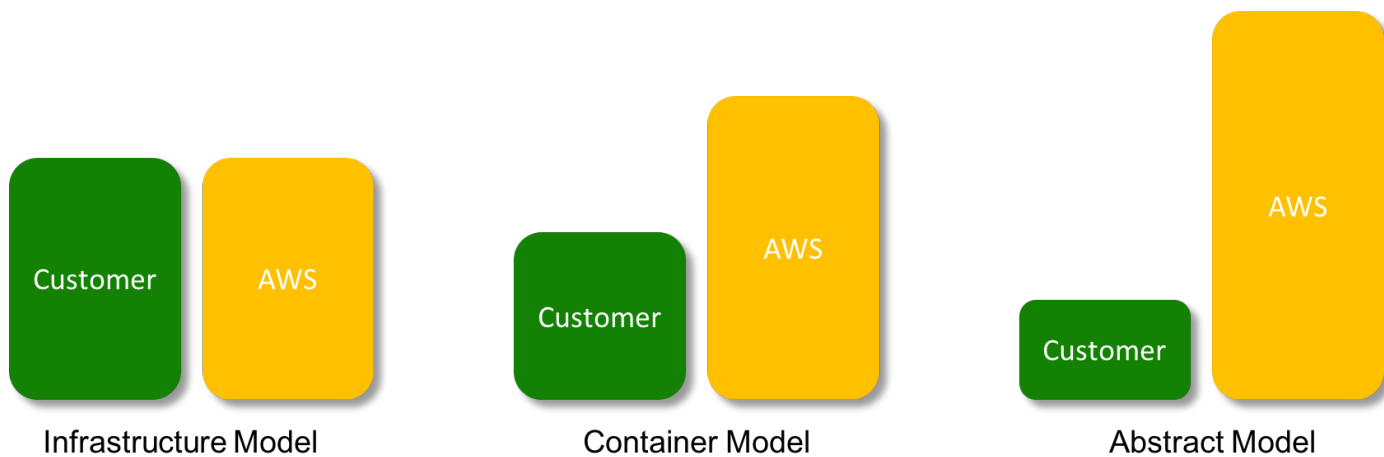 Customer
AWS
Infrastructure Model
Customer
AWS
Container Model
Customer
AWS
Abstract Model